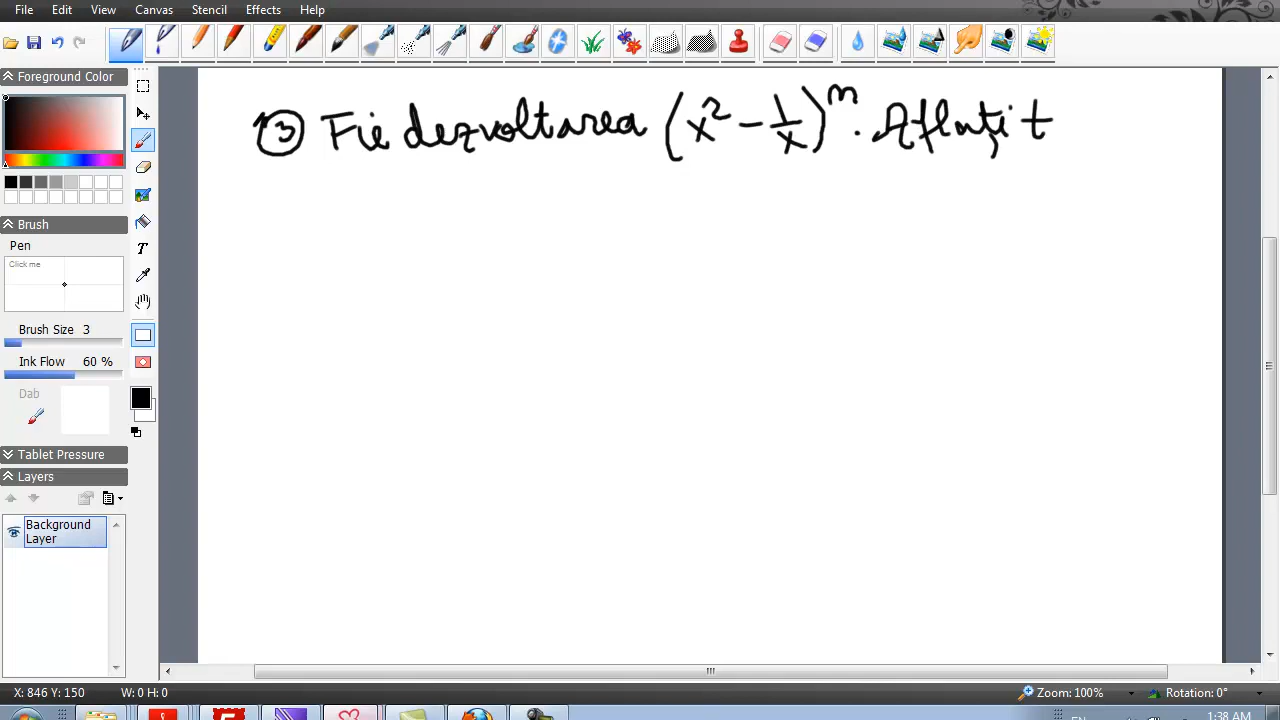 File Edit View Canvas Stencil Effects Help
Foreground Color
Brush
Pen
Click me
Brush Size 3
Ink Flow 60 %
Dab
Tablet Pressure
Layers
Background Layer
③ Fie dezvoltarea (x² - 1/x)ⁿ. Aflați t
X: 846 Y: 150 W: 0 H: 0 Zoom: 100% Rotation: 0°
EN 1:38 AM